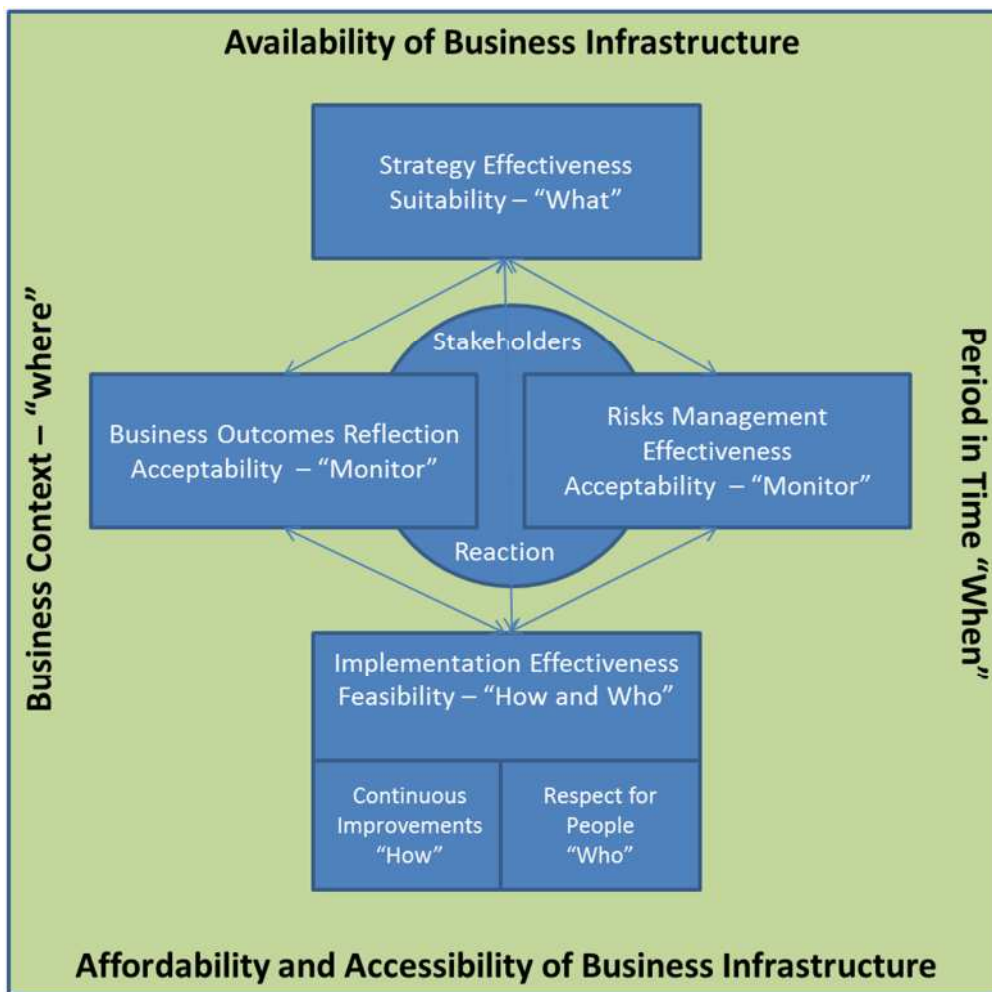 Availability of Business Infrastructure
Strategy Effectiveness
Suitability – “What”
Business Context – “where”
Stakeholders
Period in Time “When”
Business Outcomes Reflection
Acceptability – “Monitor”
Risks Management
Effectiveness
Acceptability – “Monitor”
Reaction
Implementation Effectiveness
Feasibility – “How and Who”
Continuous
Improvements
“How”
Respect for
People
“Who”
Affordability and Accessibility of Business Infrastructure